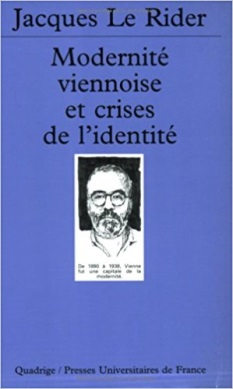 Jacques Le Rider
Modernité
viennoise
et crises
de l'identité
De 1890 à 1938, Vienne
fut une capitale de la
modernité
Quadrige / Presses Universitaires de France